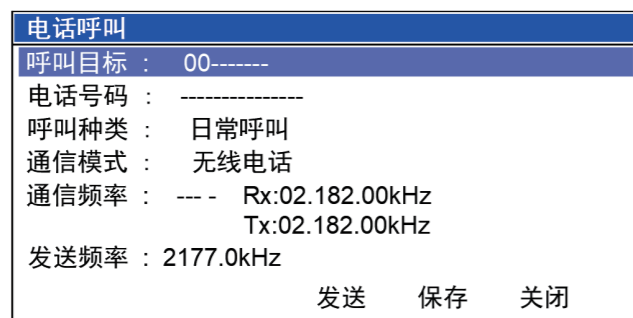 电话呼叫
呼叫目标 : 00-------
电话号码 : ---------------
呼叫种类 : 日常呼叫
通信模式 : 无线电话
通信频率 : --- - Rx:02.182.00kHz
Tx:02.182.00kHz
发送频率 : 2177.0kHz
发送 保存 关闭